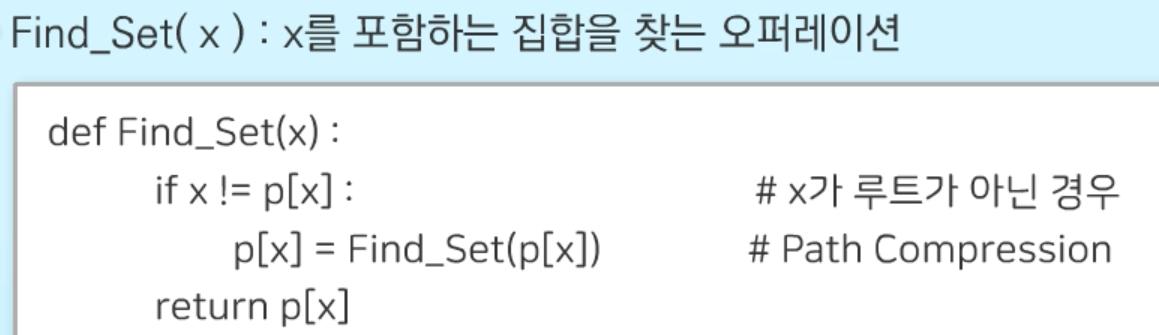 Find_Set( x ) : x를 포함하는 집합을 찾는 오퍼레이션
def Find_Set(x) :
if x != p[x] : # x가 루트가 아닌 경우
p[x] = Find_Set(p[x]) # Path Compression
return p[x]